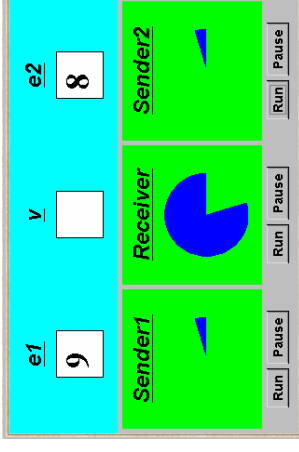 e1 v e2
9 8
Sender1 Receiver Sender2
Run Pause Run Pause Run Pause